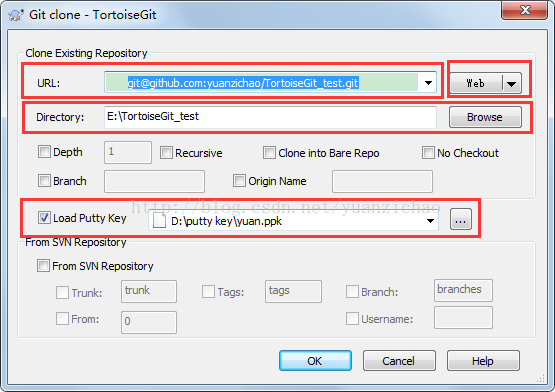 Git clone - TortoiseGit
Clone Existing Repository
URL: git@github.com:yuanzichao/TortoiseGit_test.git Web
Directory: E:\TortoiseGit_test Browse
Depth 1 Recursive Clone into Bare Repo No Checkout
Branch Origin Name
http://blog.csdn.net/yuanzichao
Load Putty Key D:\putty key\yuan.ppk ...
From SVN Repository
From SVN Repository
Trunk: trunk Tags: tags Branch: branches
From: 0 Username:
OK Cancel Help